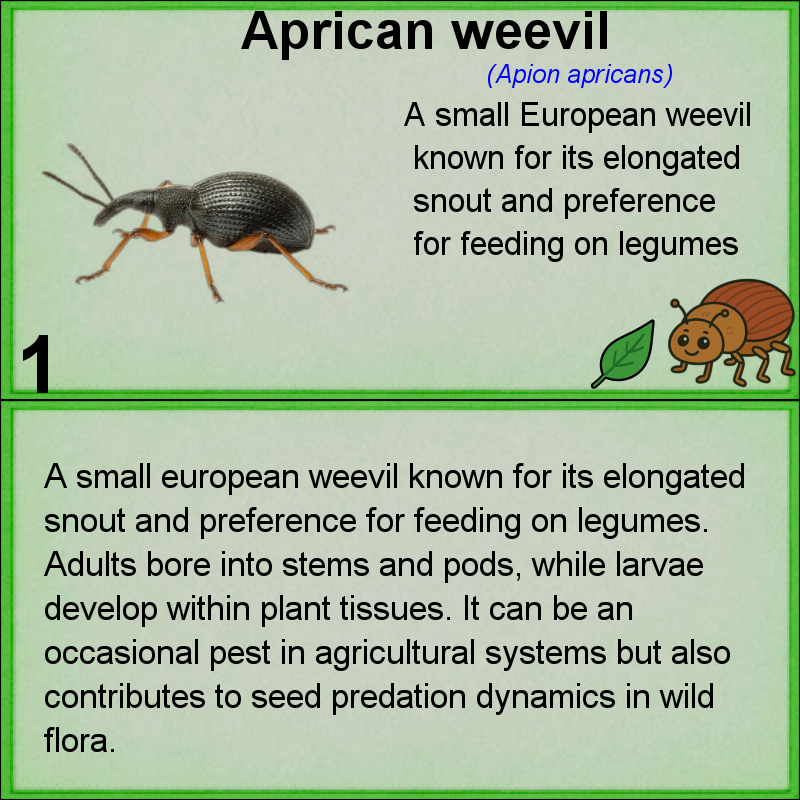 Aprican weevil
(Apion apricans)
A small European weevil
known for its elongated
snout and preference
for feeding on legumes
1
A small european weevil known for its elongated
snout and preference for feeding on legumes.
Adults bore into stems and pods, while larvae
develop within plant tissues. It can be an
occasional pest in agricultural systems but also
contributes to seed predation dynamics in wild
flora.